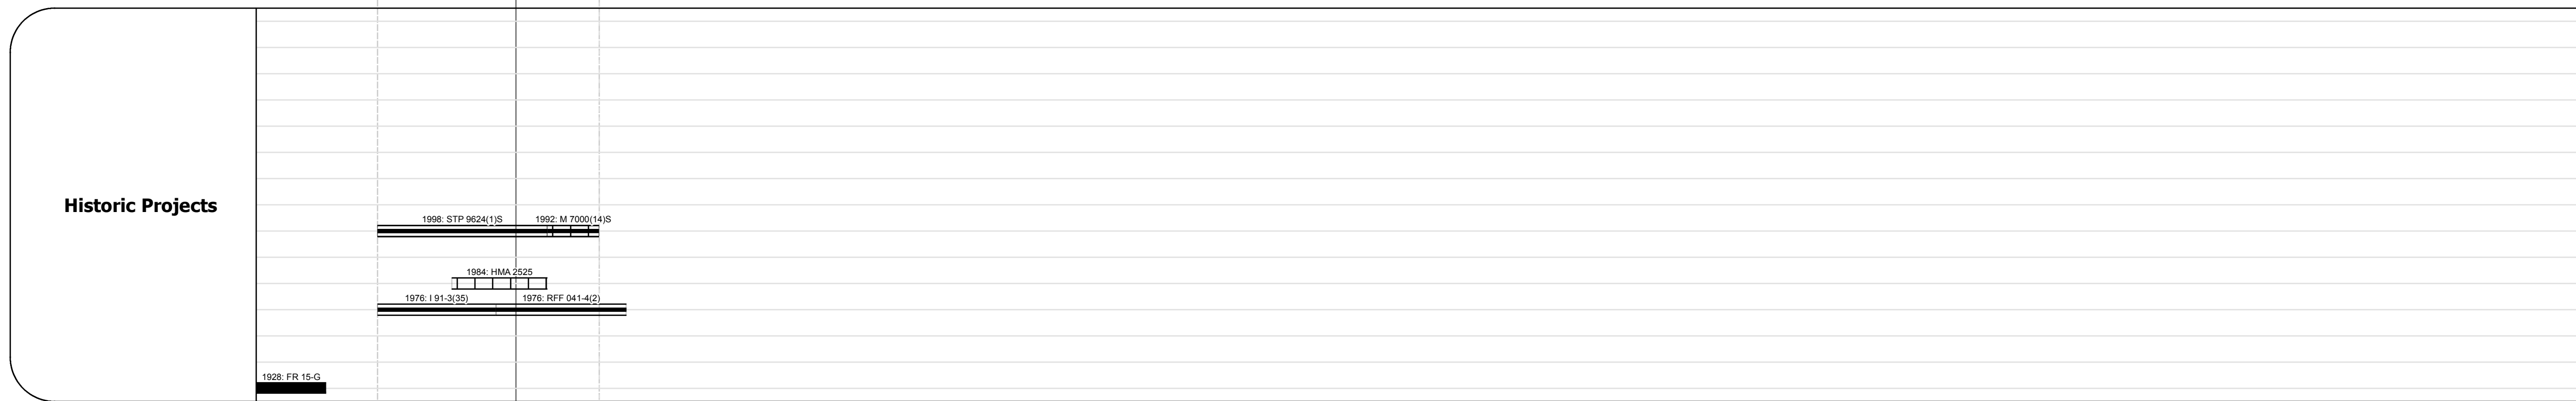 Historic Projects
1998: STP 9624(1)S
1992: M 7000(14)S
1984: HMA 2525
1976: I 91-3(35)
1976: RFF 041-4(2)
1928: FR 15-G